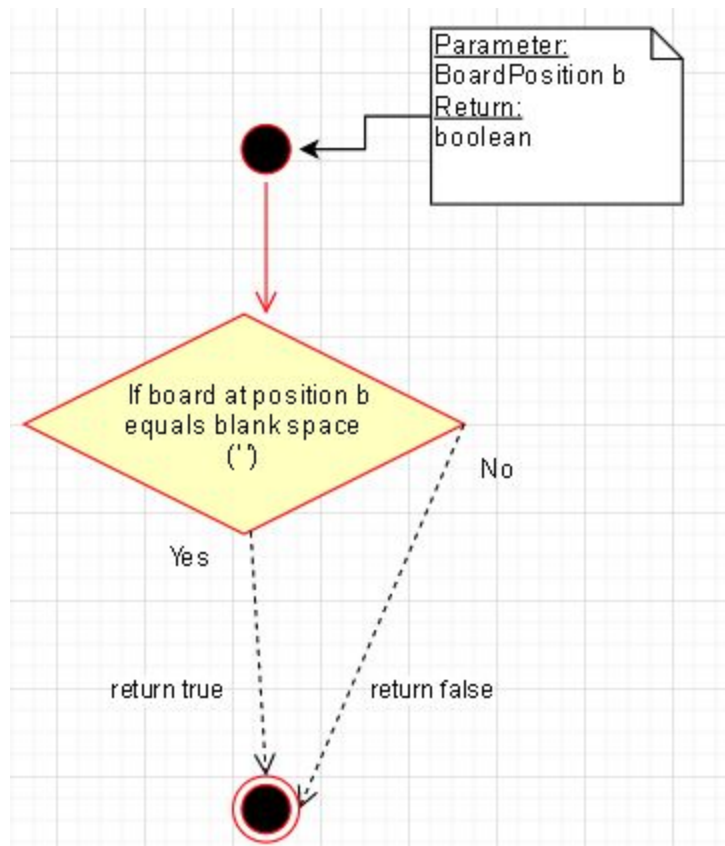 Parameter:
BoardPosition b
Return:
boolean
If board at position b
equals blank space
(' ')
No
Yes
return true
return false